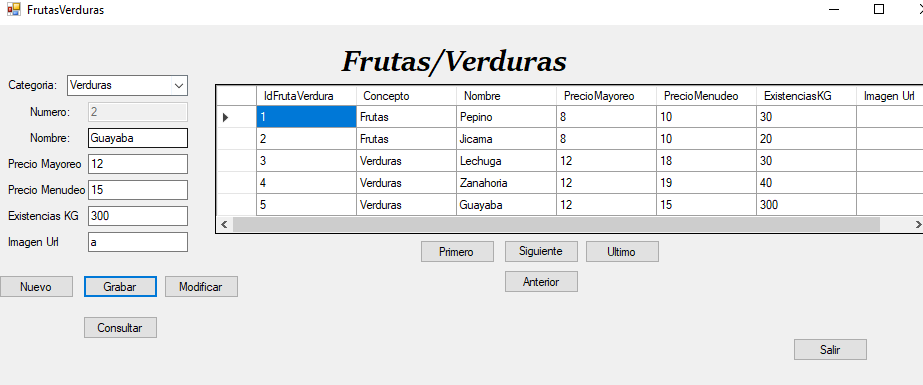 FrutasVerduras
Frutas/Verduras
Categoria: Verduras
Numero: 2
Nombre: Guayaba
Precio Mayoreo 12
Precio Menudeo 15
Existencias KG 300
Imagen Url a
Nuevo Grabar Modificar
Consultar
IdFrutaVerdura Concepto Nombre PrecioMayoreo PrecioMenudeo ExistenciasKG Imagen Url
1 Frutas Pepino 8 10 30
2 Frutas Jicama 8 10 20
3 Verduras Lechuga 12 18 30
4 Verduras Zanahoria 12 19 40
5 Verduras Guayaba 12 15 300
Primero Siguiente Ultimo
Anterior
Salir